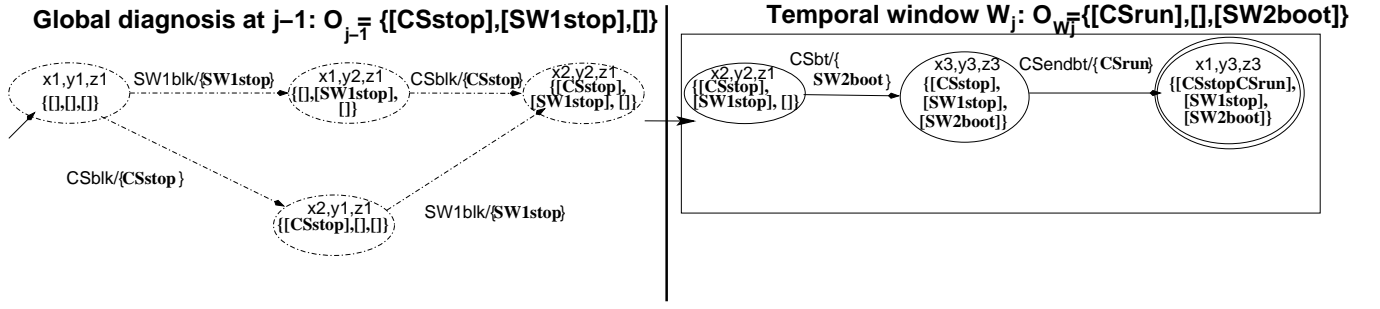 Global diagnosis at j–1: O_j–1 = {[CSstop],[SW1stop],[]}
Temporal window W_j: O_Wj={[CSrun],[],[SW2boot]}
x1,y1,z1
{[],[],[]}
SW1blk/{SW1stop}
x1,y2,z1
{[],[SW1stop],
[]}
CSblk/{CSstop}
x2,y2,z1
{[CSstop],
[SW1stop], []}
CSblk/{CSstop }
x2,y1,z1
{[CSstop],[],[]}
SW1blk/{SW1stop}
x2,y2,z1
{[CSstop],
[SW1stop], []}
CSbt/{
SW2boot}
x3,y3,z3
{[CSstop],
[SW1stop],
[SW2boot]}
CSendbt/{CSrun}
x1,y3,z3
{[CSstopCSrun],
[SW1stop],
[SW2boot]}